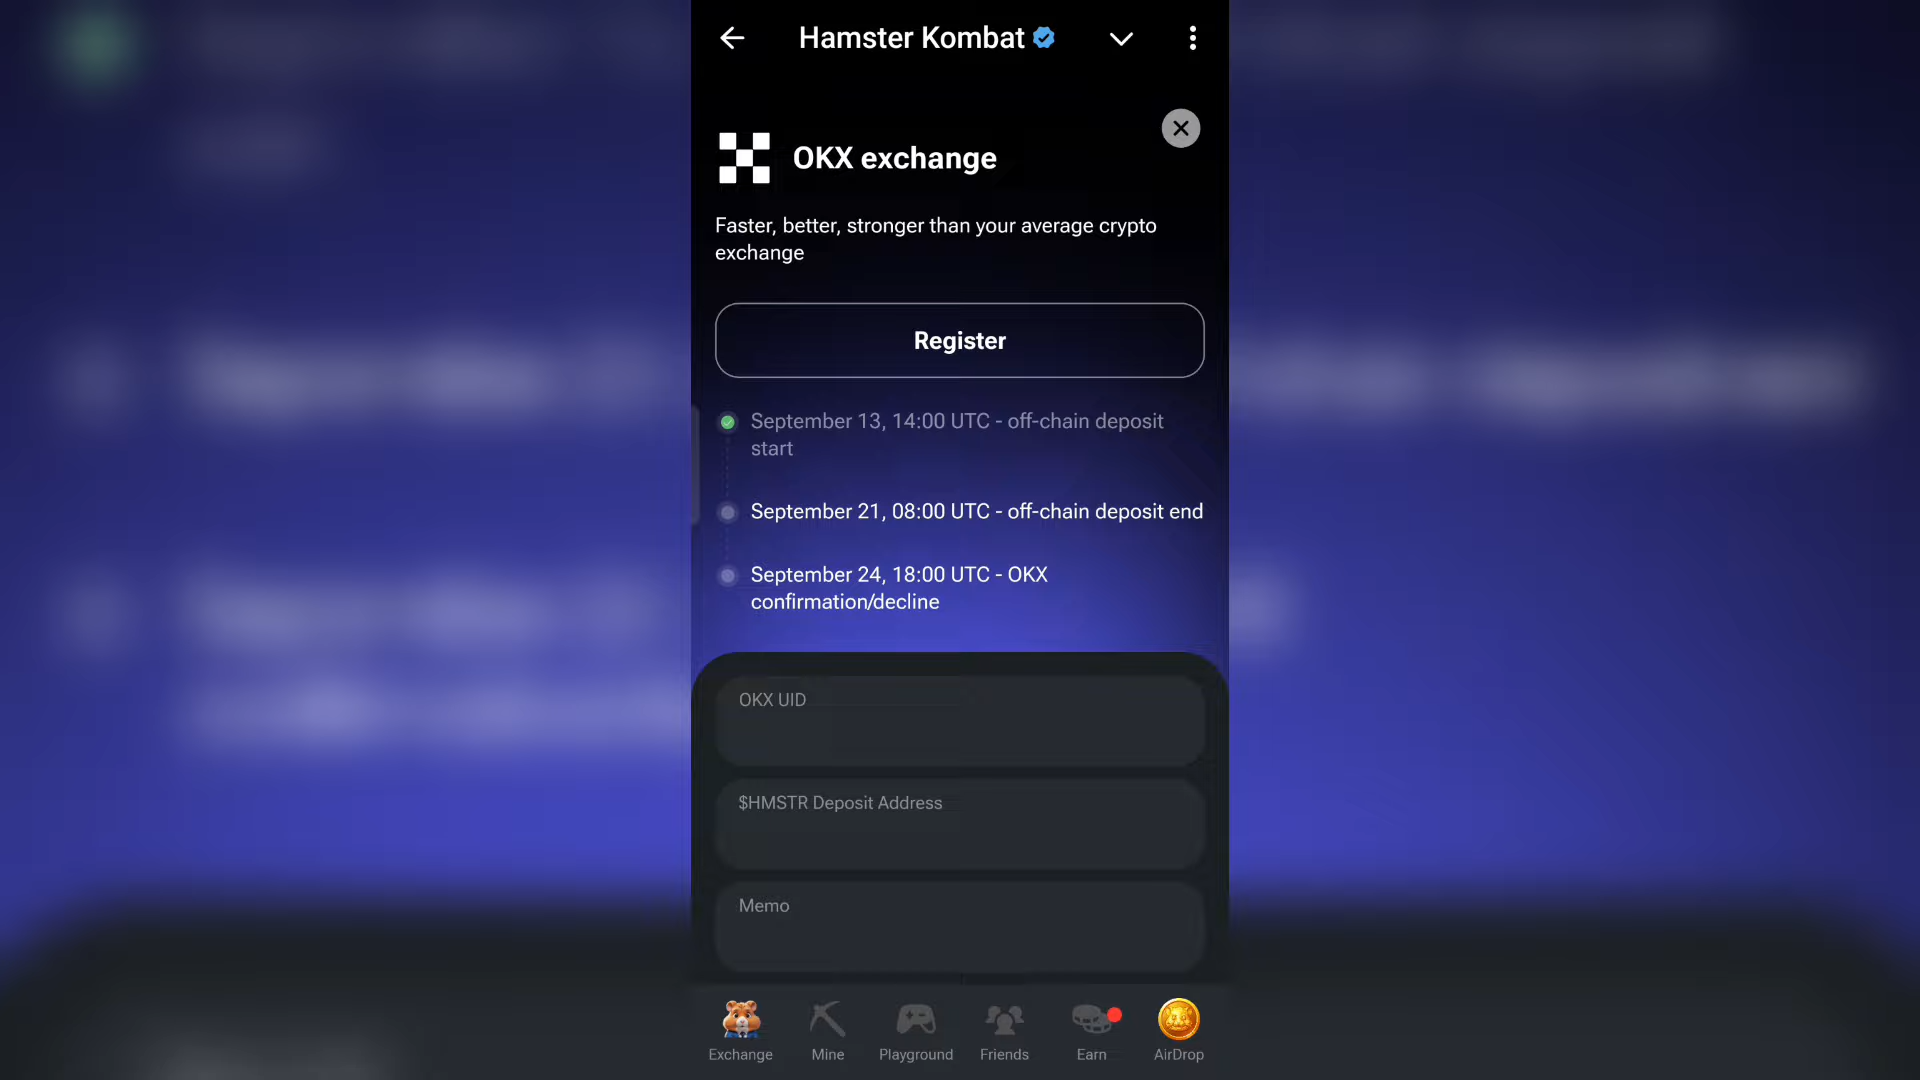 Hamster Kombat
OKX exchange
Faster, better, stronger than your average crypto
exchange
Register
September 13, 14:00 UTC - off-chain deposit
start
September 21, 08:00 UTC - off-chain deposit end
September 24, 18:00 UTC - OKX
confirmation/decline
OKX UID
$HMSTR Deposit Address
Memo
Exchange
Mine
Playground
Friends
Earn
AirDrop